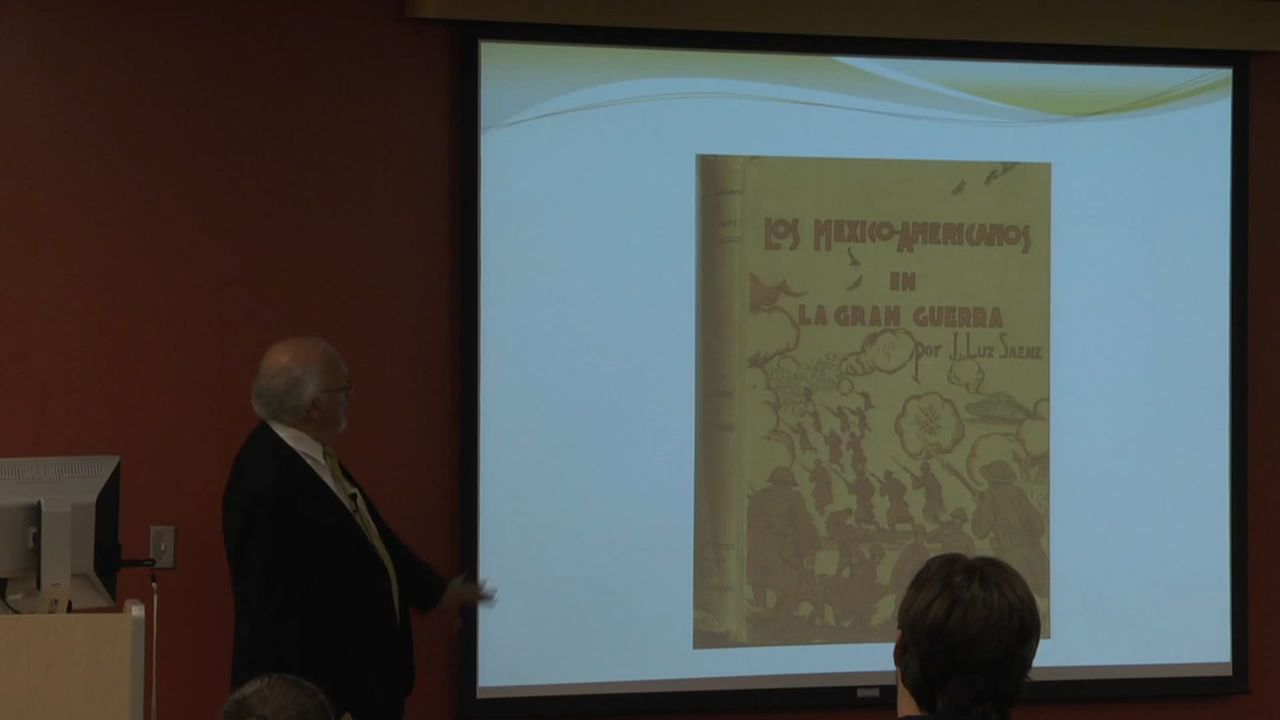 LOS MEXICO-AMERICANOS
EN
LA GRAN GUERRA
por J. LUZ SAENZ